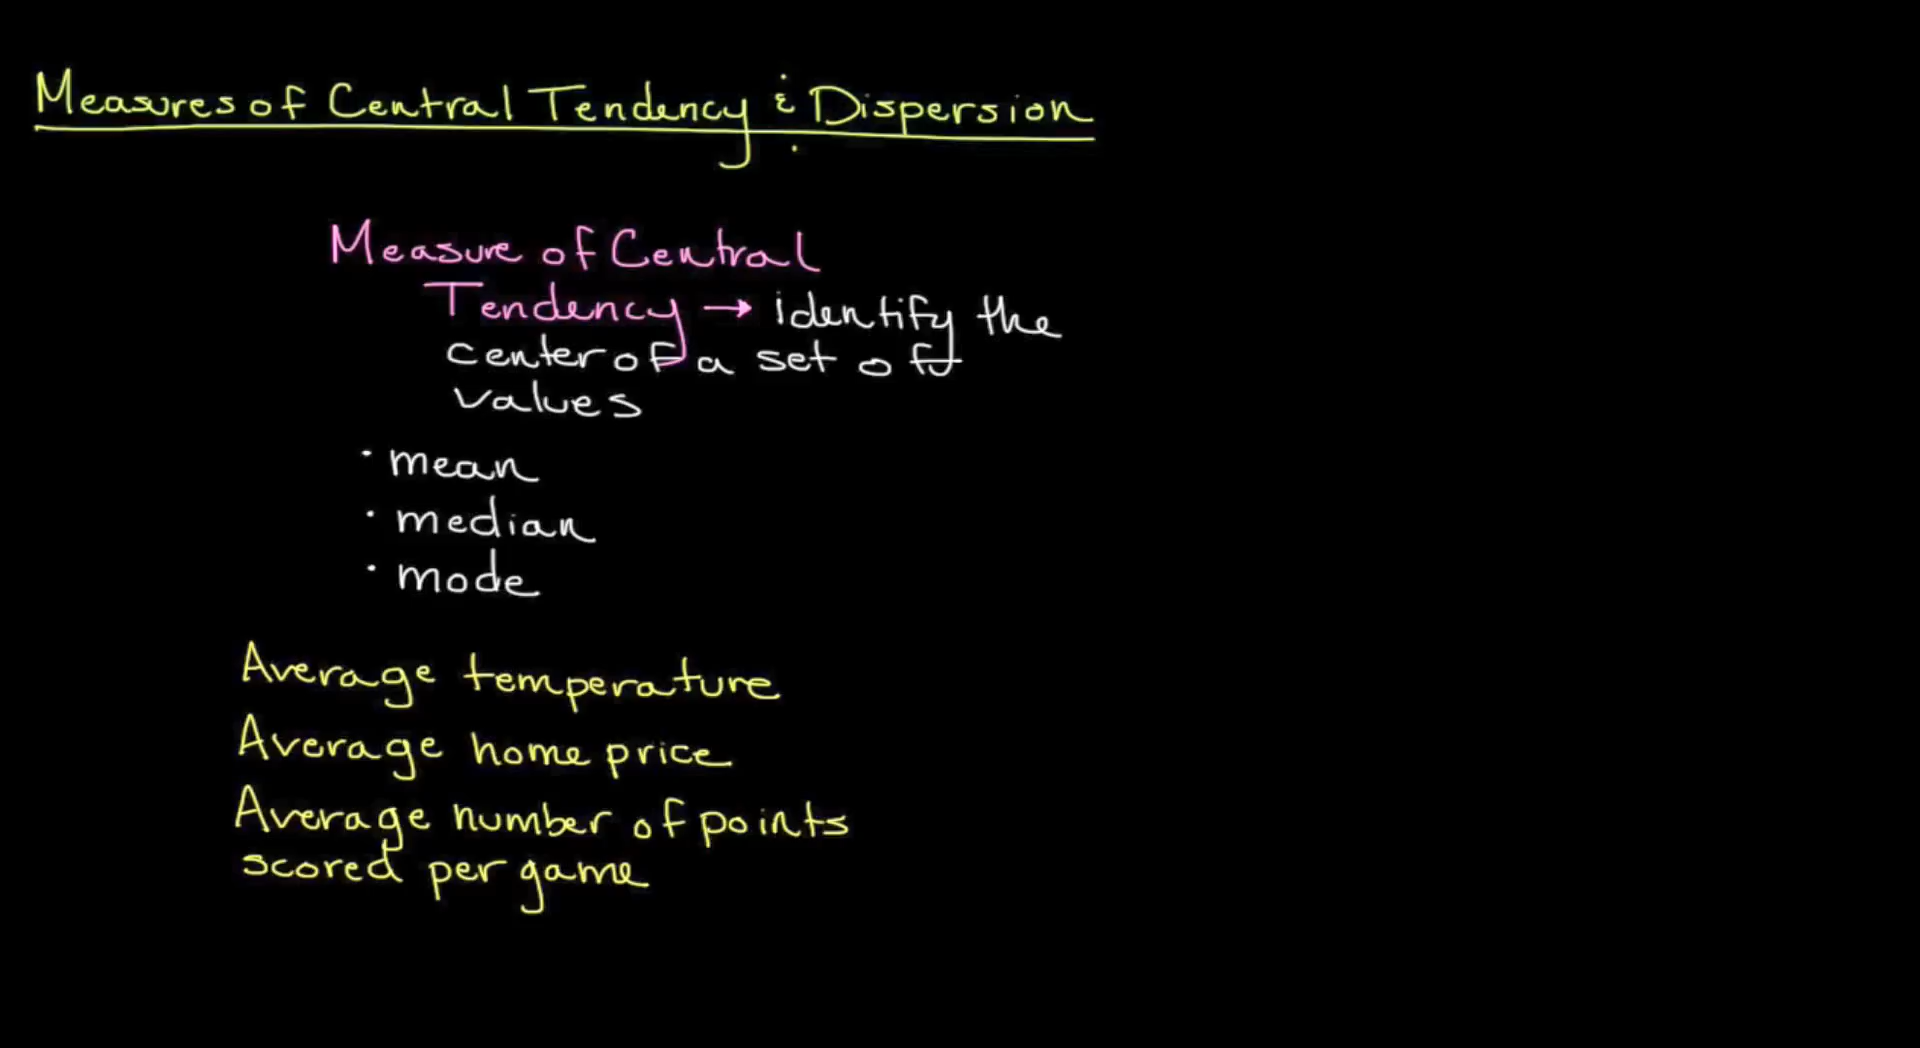 Measures of Central Tendency & Dispersion
Measure of Central
Tendency → identify the
center of a set of
values
· mean
· median
· mode
Average temperature
Average home price
Average number of points
scored per game